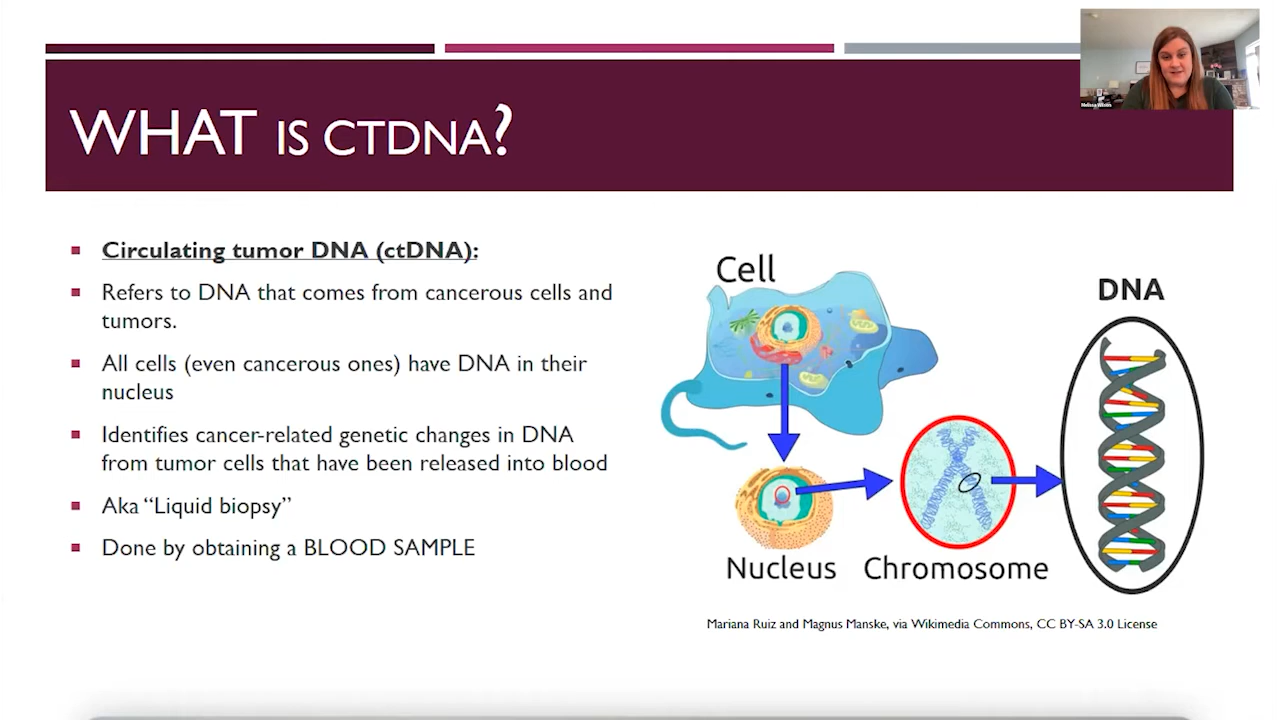 WHAT IS CTDNA?
Circulating tumor DNA (ctDNA):
Refers to DNA that comes from cancerous cells and
tumors.
All cells (even cancerous ones) have DNA in their
nucleus
Identifies cancer-related genetic changes in DNA
from tumor cells that have been released into blood
Aka “Liquid biopsy”
Done by obtaining a BLOOD SAMPLE
Cell
DNA
Nucleus
Chromosome
Mariana Ruiz and Magnus Manske, via Wikimedia Commons, CC BY-SA 3.0 License
Melissa